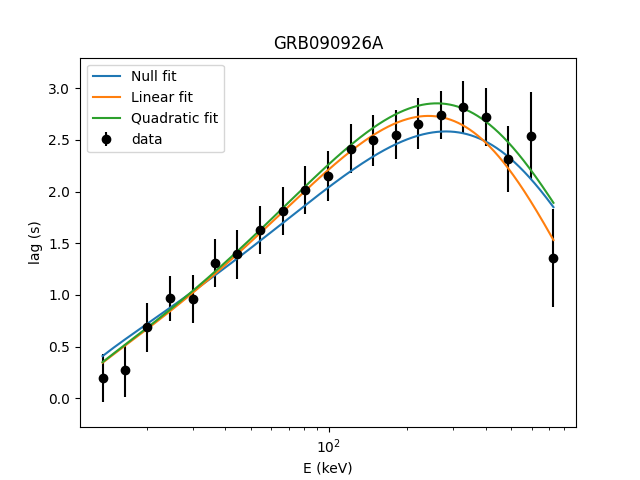 GRB090926A
Null fit
Linear fit
Quadratic fit
data
lag (s)
3.0
2.5
2.0
1.5
1.0
0.5
0.0
10²
E (keV)